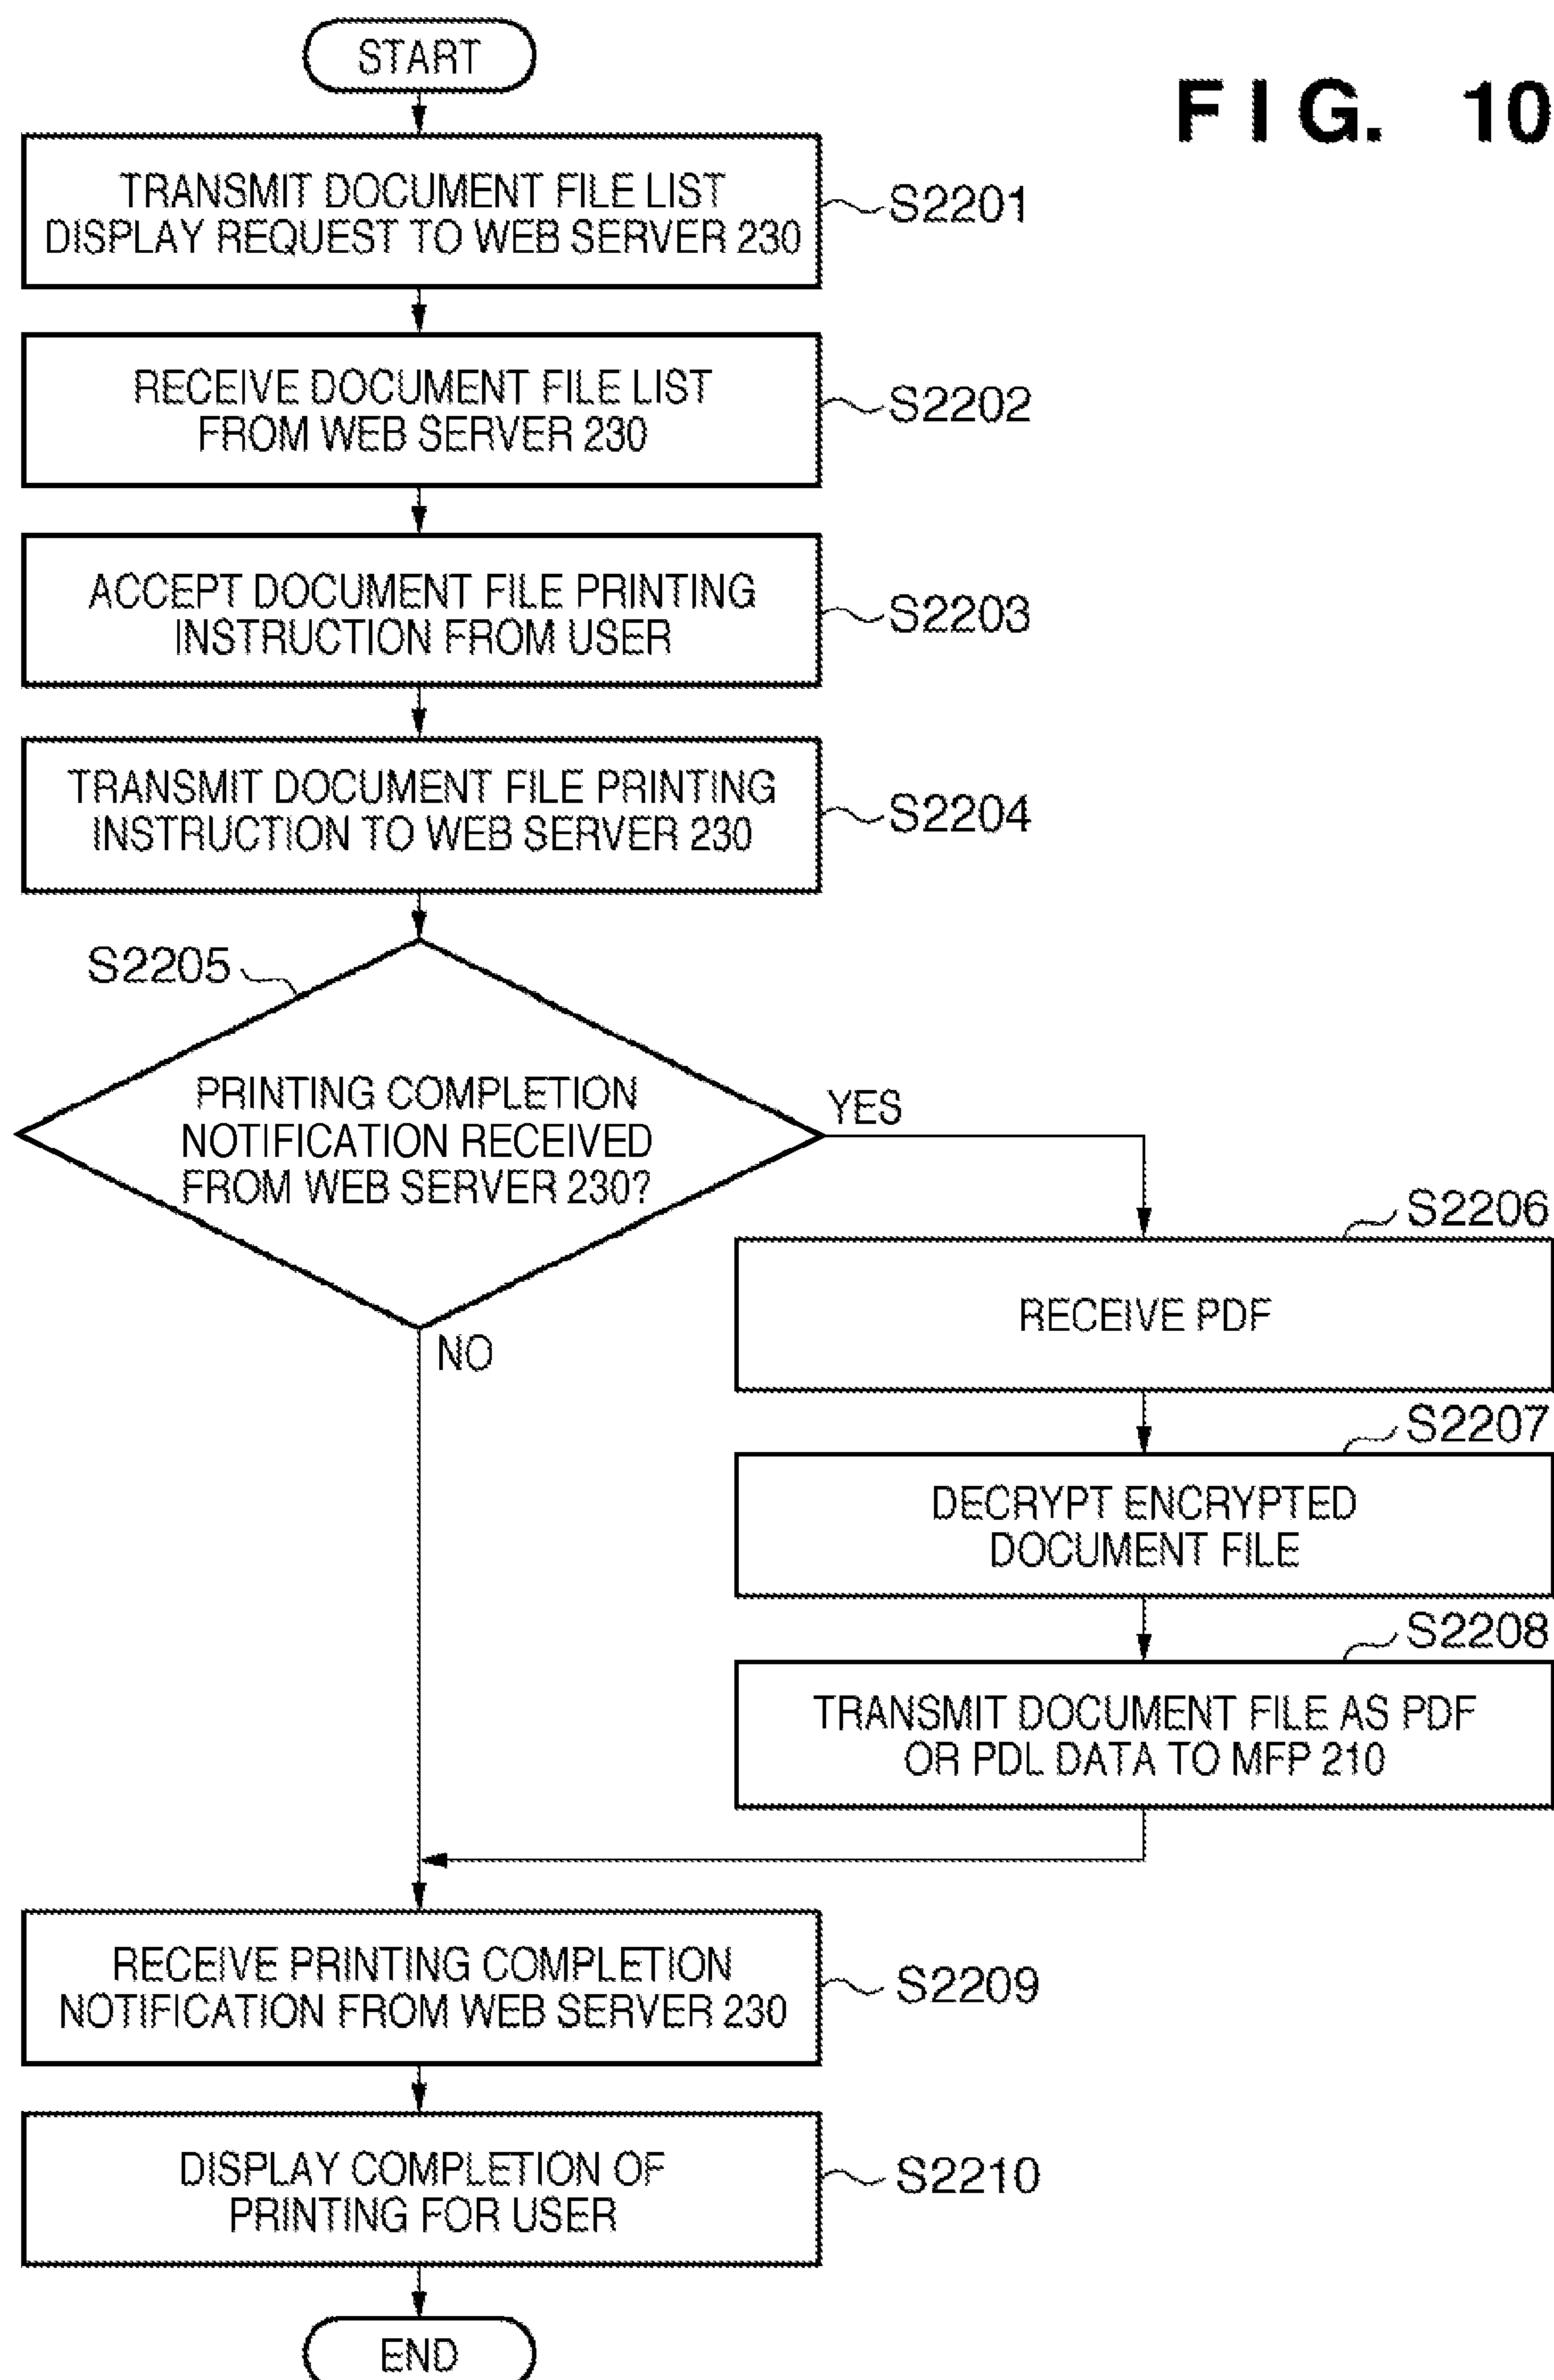 FIG. 10
START
TRANSMIT DOCUMENT FILE LIST
DISPLAY REQUEST TO WEB SERVER 230
S2201
RECEIVE DOCUMENT FILE LIST
FROM WEB SERVER 230
S2202
ACCEPT DOCUMENT FILE PRINTING
INSTRUCTION FROM USER
S2203
TRANSMIT DOCUMENT FILE PRINTING
INSTRUCTION TO WEB SERVER 230
S2204
S2205
PRINTING COMPLETION
NOTIFICATION RECEIVED
FROM WEB SERVER 230?
YES
NO
S2206
RECEIVE PDF
S2207
DECRYPT ENCRYPTED
DOCUMENT FILE
S2208
TRANSMIT DOCUMENT FILE AS PDF
OR PDL DATA TO MFP 210
RECEIVE PRINTING COMPLETION
NOTIFICATION FROM WEB SERVER 230
S2209
DISPLAY COMPLETION OF
PRINTING FOR USER
S2210
END